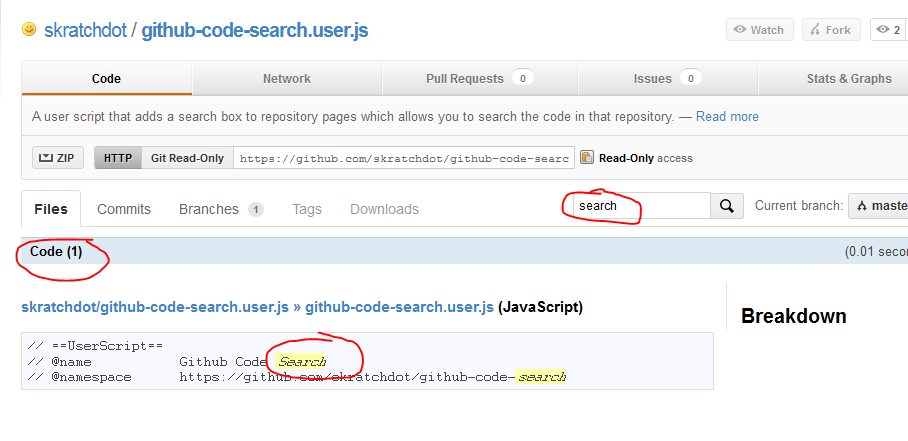 skratchdot / github-code-search.user.js Watch Fork 2
Code Network Pull Requests 0 Issues 0 Stats & Graphs
A user script that adds a search box to repository pages which allows you to search the code in that repository. — Read more
ZIP HTTP Git Read-Only https://github.com/skratchdot/github-code-searc Read-Only access
Files Commits Branches 1 Tags Downloads search Current branch: maste
Code (1) (0.01 secon
skratchdot/github-code-search.user.js » github-code-search.user.js (JavaScript)
Breakdown
// ==UserScript==
// @name Github Code Search
// @namespace https://github.com/skratchdot/github-code-search